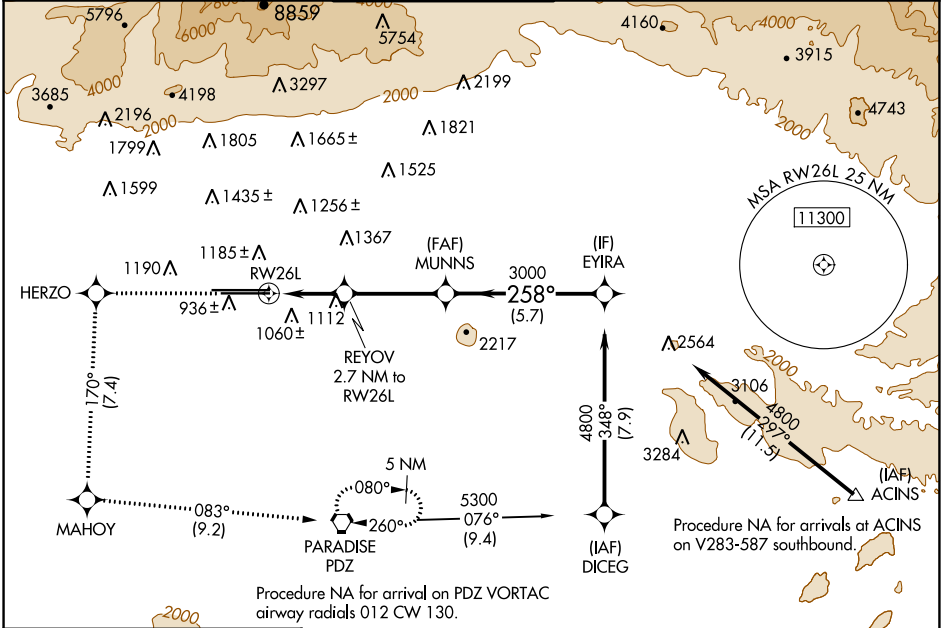 5796
8859
4000
6000
5754
4160
4000
3915
3685
4000
4198
3297
2000
2199
4743
2196
2000
1799
1805
1665 ±
1821
2000
1525
1599
1435 ±
1256 ±
MSA RW26L 25 NM
11300
1367
(FAF)
MUNNS
(IF)
EYIRA
1185 ±
1190
RW26L
3000
258°
(5.7)
HERZO
936 ±
1060 ±
1112
2217
REYOV
2.7 NM to
RW26L
2564
2000
3106
4800
297°
(11.5)
170°
(7.4)
4800
348°
(7.9)
3284
(IAF)
ACINS
5 NM
080°
260°
5300
076°
(9.4)
083°
(9.2)
MAHOY
PARADISE
PDZ
(IAF)
DICEG
Procedure NA for arrivals at ACINS
on V283-587 southbound.
Procedure NA for arrival on PDZ VORTAC
airway radials 012 CW 130.
2000